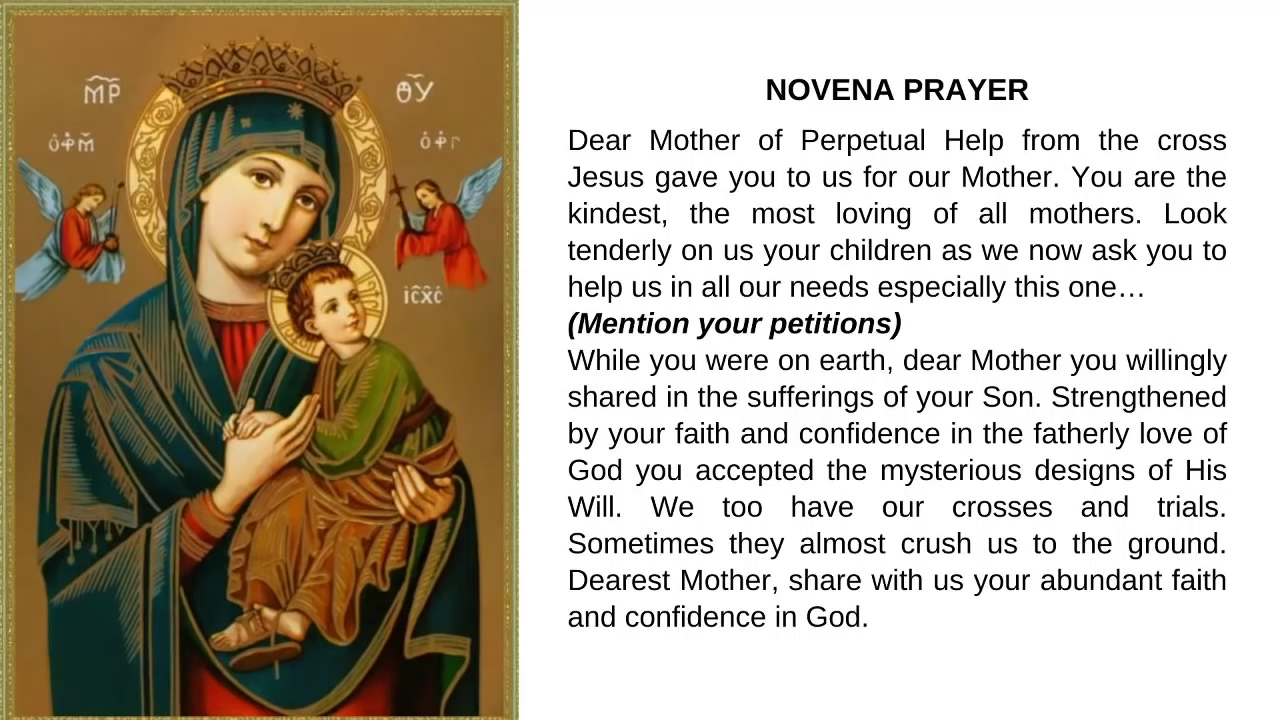 ΜΡ
ΘΥ
ὀΦΜ
ὀΦΓ
ἰ̂ϲχ̂ϲ
NOVENA PRAYER
Dear Mother of Perpetual Help from the cross
Jesus gave you to us for our Mother. You are the
kindest, the most loving of all mothers. Look
tenderly on us your children as we now ask you to
help us in all our needs especially this one…
(Mention your petitions)
While you were on earth, dear Mother you willingly
shared in the sufferings of your Son. Strengthened
by your faith and confidence in the fatherly love of
God you accepted the mysterious designs of His
Will. We too have our crosses and trials.
Sometimes they almost crush us to the ground.
Dearest Mother, share with us your abundant faith
and confidence in God.